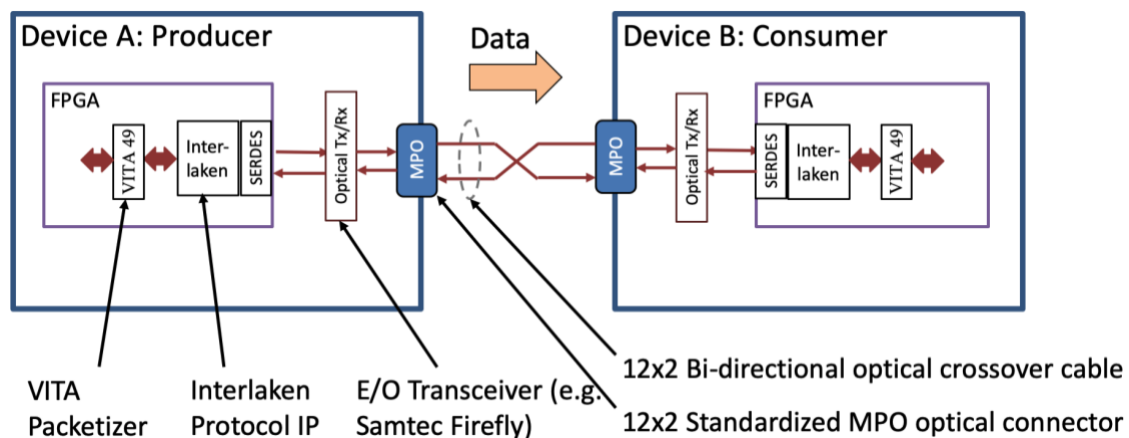 Device A: Producer
Data
Device B: Consumer
FPGA
VITA 49
Inter-
laken
SERDES
Optical Tx/Rx
MPO
MPO
Optical Tx/Rx
FPGA
SERDES
Inter-
laken
VITA 49
VITA
Packetizer
Interlaken
Protocol IP
E/O Transceiver (e.g.
Samtec Firefly)
12x2 Bi-directional optical crossover cable
12x2 Standardized MPO optical connector